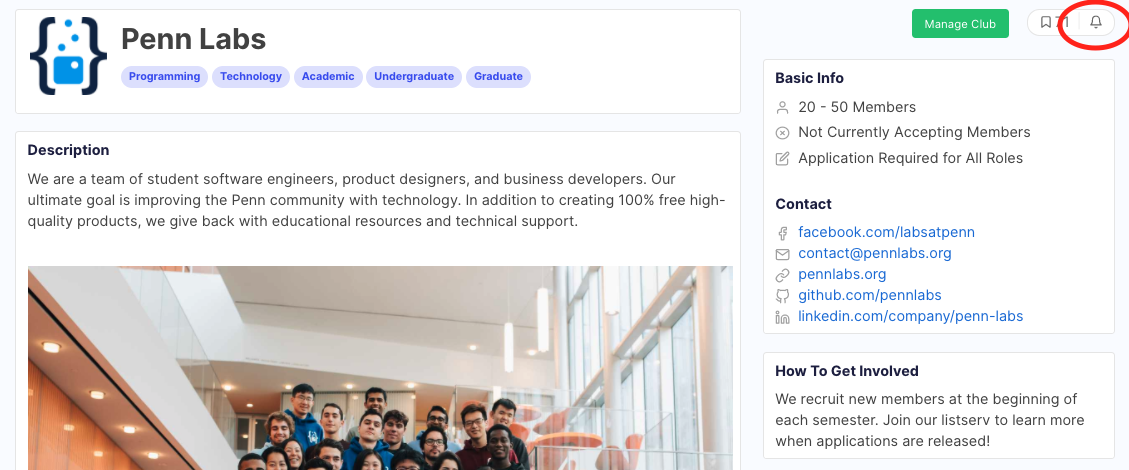 Penn Labs
Programming Technology Academic Undergraduate Graduate
Description
We are a team of student software engineers, product designers, and business developers. Our
ultimate goal is improving the Penn community with technology. In addition to creating 100% free high-
quality products, we give back with educational resources and technical support.
Manage Club
Basic Info
20 - 50 Members
Not Currently Accepting Members
Application Required for All Roles
Contact
facebook.com/labsatpenn
contact@pennlabs.org
pennlabs.org
github.com/pennlabs
linkedin.com/company/penn-labs
How To Get Involved
We recruit new members at the beginning of
each semester. Join our listserv to learn more
when applications are released!